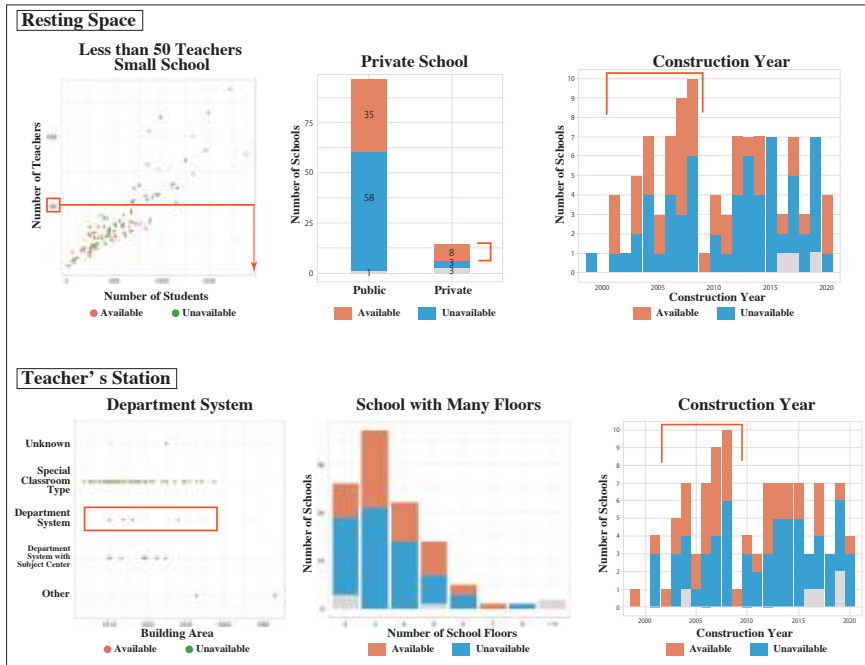 Resting Space
Less than 50 Teachers
Small School
Number of Teachers
Number of Students
Available
Unavailable
Private School
Number of Schools
75
50
25
0
35
58
1
8
3
3
Public
Private
Available
Unavailable
Construction Year
Number of Schools
10
9
8
7
6
5
4
3
2
1
0
2000
2005
2010
2015
2020
Construction Year
Available
Unavailable
Teacher’ s Station
Department System
Unknown
Special
Classroom
Type
Department
System
Department
System with
Subject Center
Other
Building Area
Available
Unavailable
School with Many Floors
Number of Schools
Number of School Floors
Available
Unavailable
Construction Year
Number of Schools
10
9
8
7
6
5
4
3
2
1
0
2000
2005
2010
2015
2020
Construction Year
Available
Unavailable